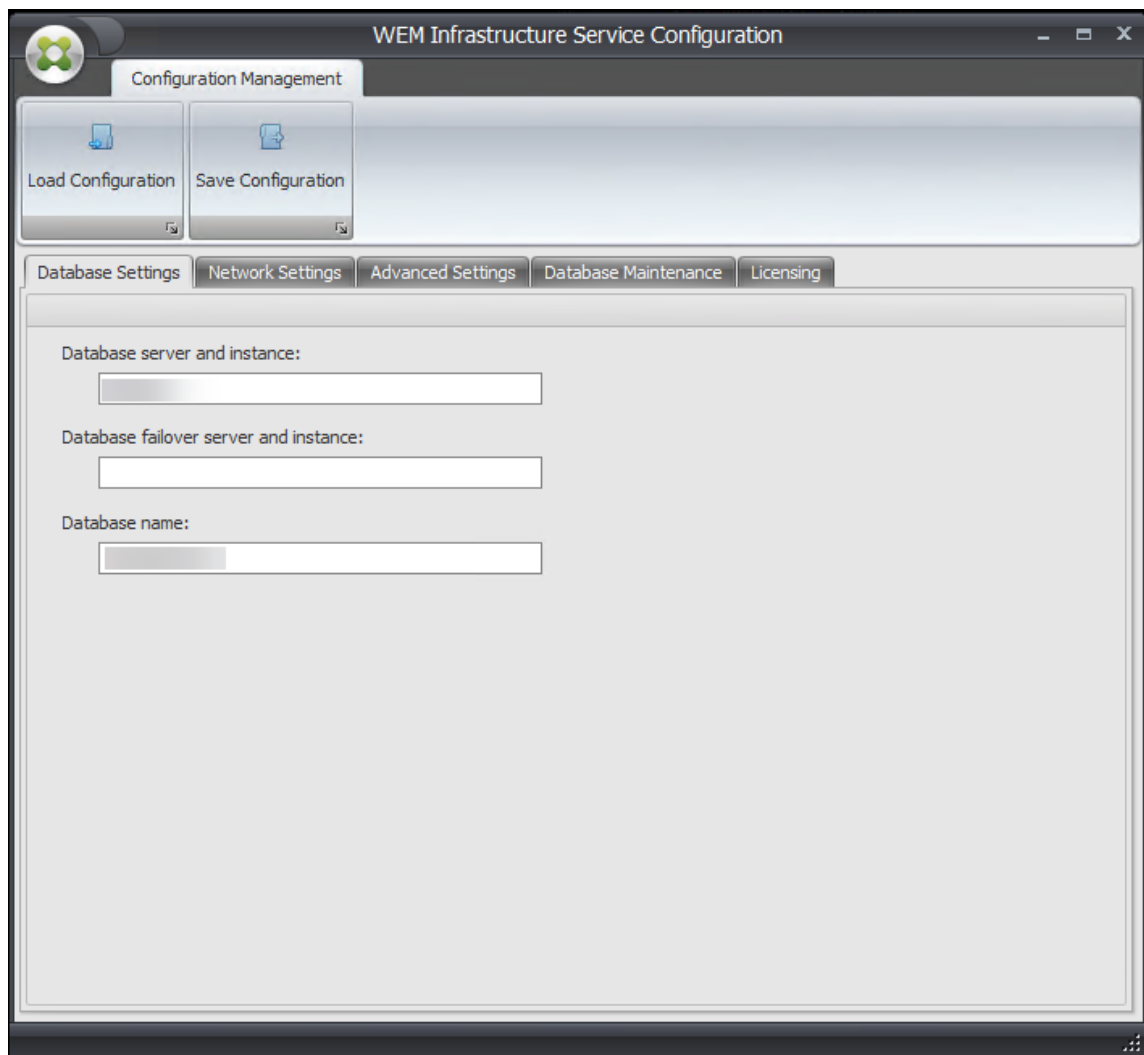 WEM Infrastructure Service Configuration
Configuration Management
Load Configuration
Save Configuration
Database Settings
Network Settings
Advanced Settings
Database Maintenance
Licensing
Database server and instance:
Database failover server and instance:
Database name: